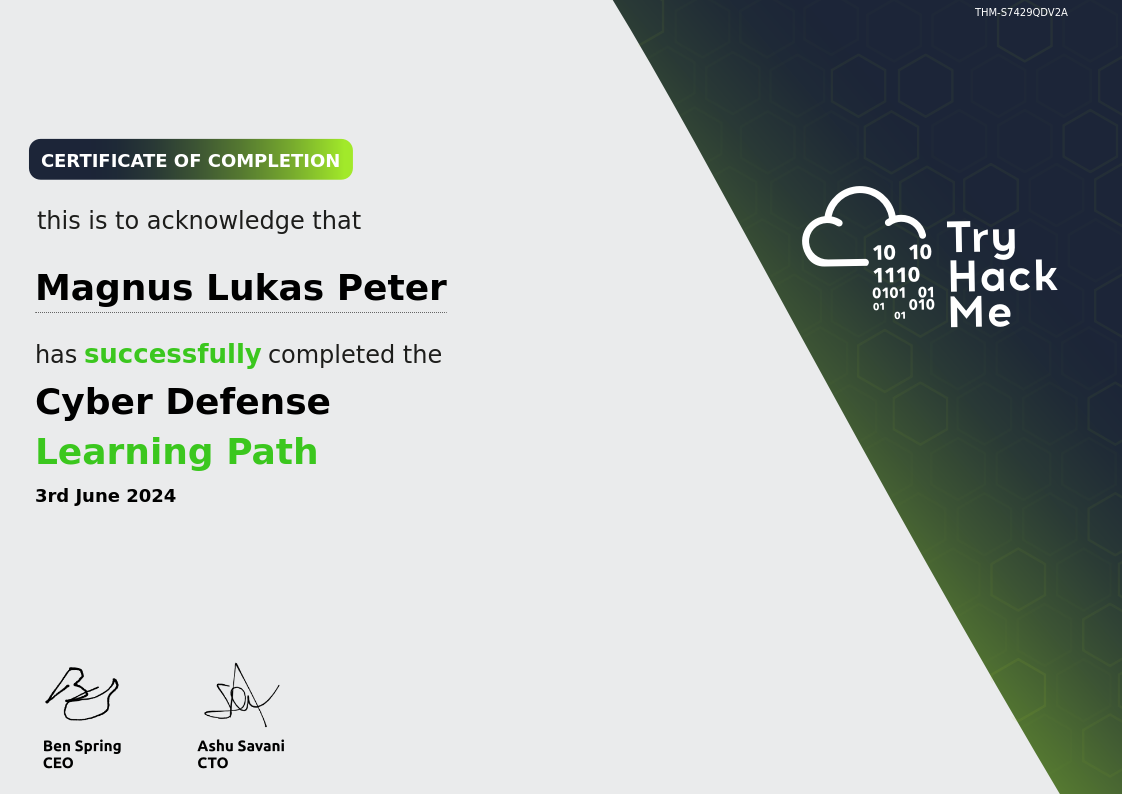 THM-S7429QDV2A
CERTIFICATE OF COMPLETION
this is to acknowledge that
Magnus Lukas Peter
has successfully completed the
Cyber Defense
Learning Path
3rd June 2024
10 10
1110
0101 01
01 010
01
Try
Hack
Me
Ben Spring
CEO
Ashu Savani
CTO